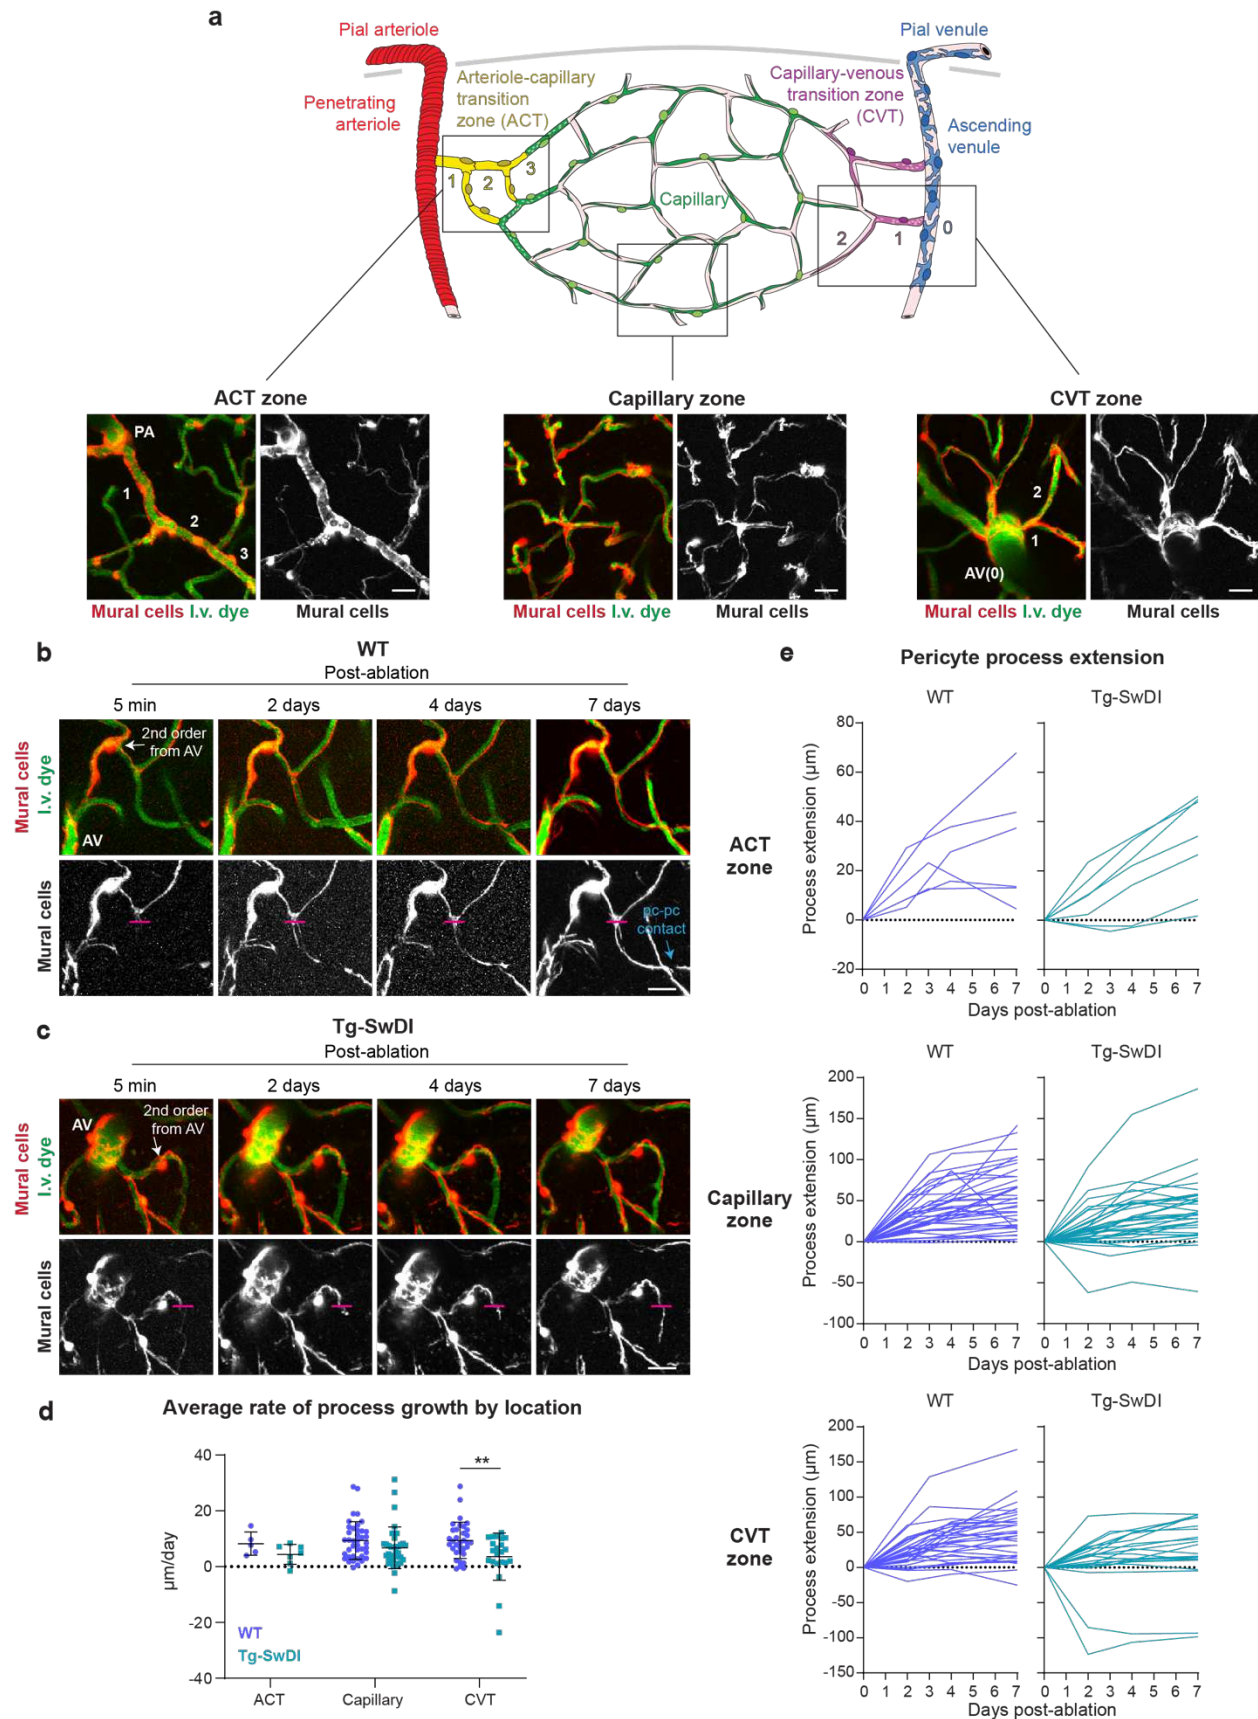 a
Pial arteriole
Pial venule
Arteriole-capillary
transition
zone (ACT)
Capillary-venous
transition zone
(CVT)
Penetrating
arteriole
Ascending
venule
1
2
3
Capillary
2
1
0
ACT zone
Capillary zone
CVT zone
PA
1
2
3
2
1
AV(0)
Mural cells I.v. dye
Mural cells
Mural cells I.v. dye
Mural cells
Mural cells I.v. dye
Mural cells
b
WT
Post-ablation
5 min
2 days
4 days
7 days
Mural cells
I.v. dye
2nd order
from AV
AV
Mural cells
pc-pc
contact
c
Tg-SwDI
Post-ablation
5 min
2 days
4 days
7 days
Mural cells
I.v. dye
AV
2nd order
from AV
Mural cells
d
Average rate of process growth by location
µm/day
40
20
0
-20
-40
**
WT
Tg-SwDI
ACT
Capillary
CVT
e
Pericyte process extension
WT
Tg-SwDI
ACT
zone
Process extension (µm)
80
60
40
20
0
-20
0 1 2 3 4 5 6 7
0 1 2 3 4 5 6 7
Days post-ablation
WT
Tg-SwDI
Capillary
zone
Process extension (µm)
200
150
100
50
0
-50
-100
0 1 2 3 4 5 6 7
0 1 2 3 4 5 6 7
Days post-ablation
WT
Tg-SwDI
CVT
zone
Process extension (µm)
200
150
100
50
0
-50
-100
-150
0 1 2 3 4 5 6 7
0 1 2 3 4 5 6 7
Days post-ablation